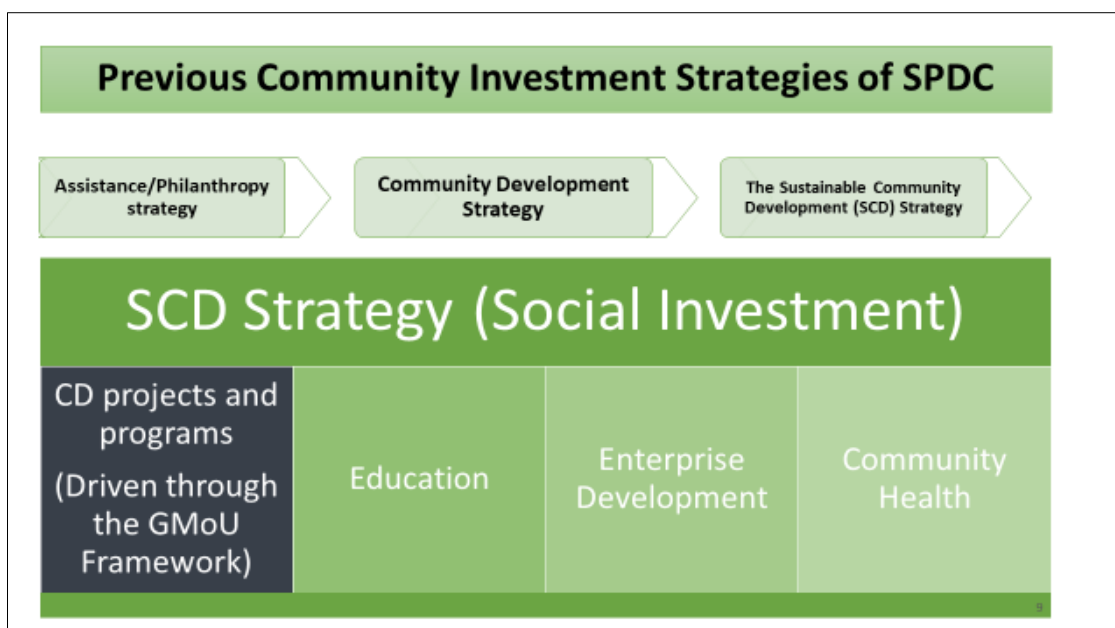 Previous Community Investment Strategies of SPDC
Assistance/Philanthropy
strategy
Community Development
Strategy
The Sustainable Community
Development (SCD) Strategy
SCD Strategy (Social Investment)
CD projects and
programs
(Driven through
the GMoU
Framework)
Education
Enterprise
Development
Community
Health
9